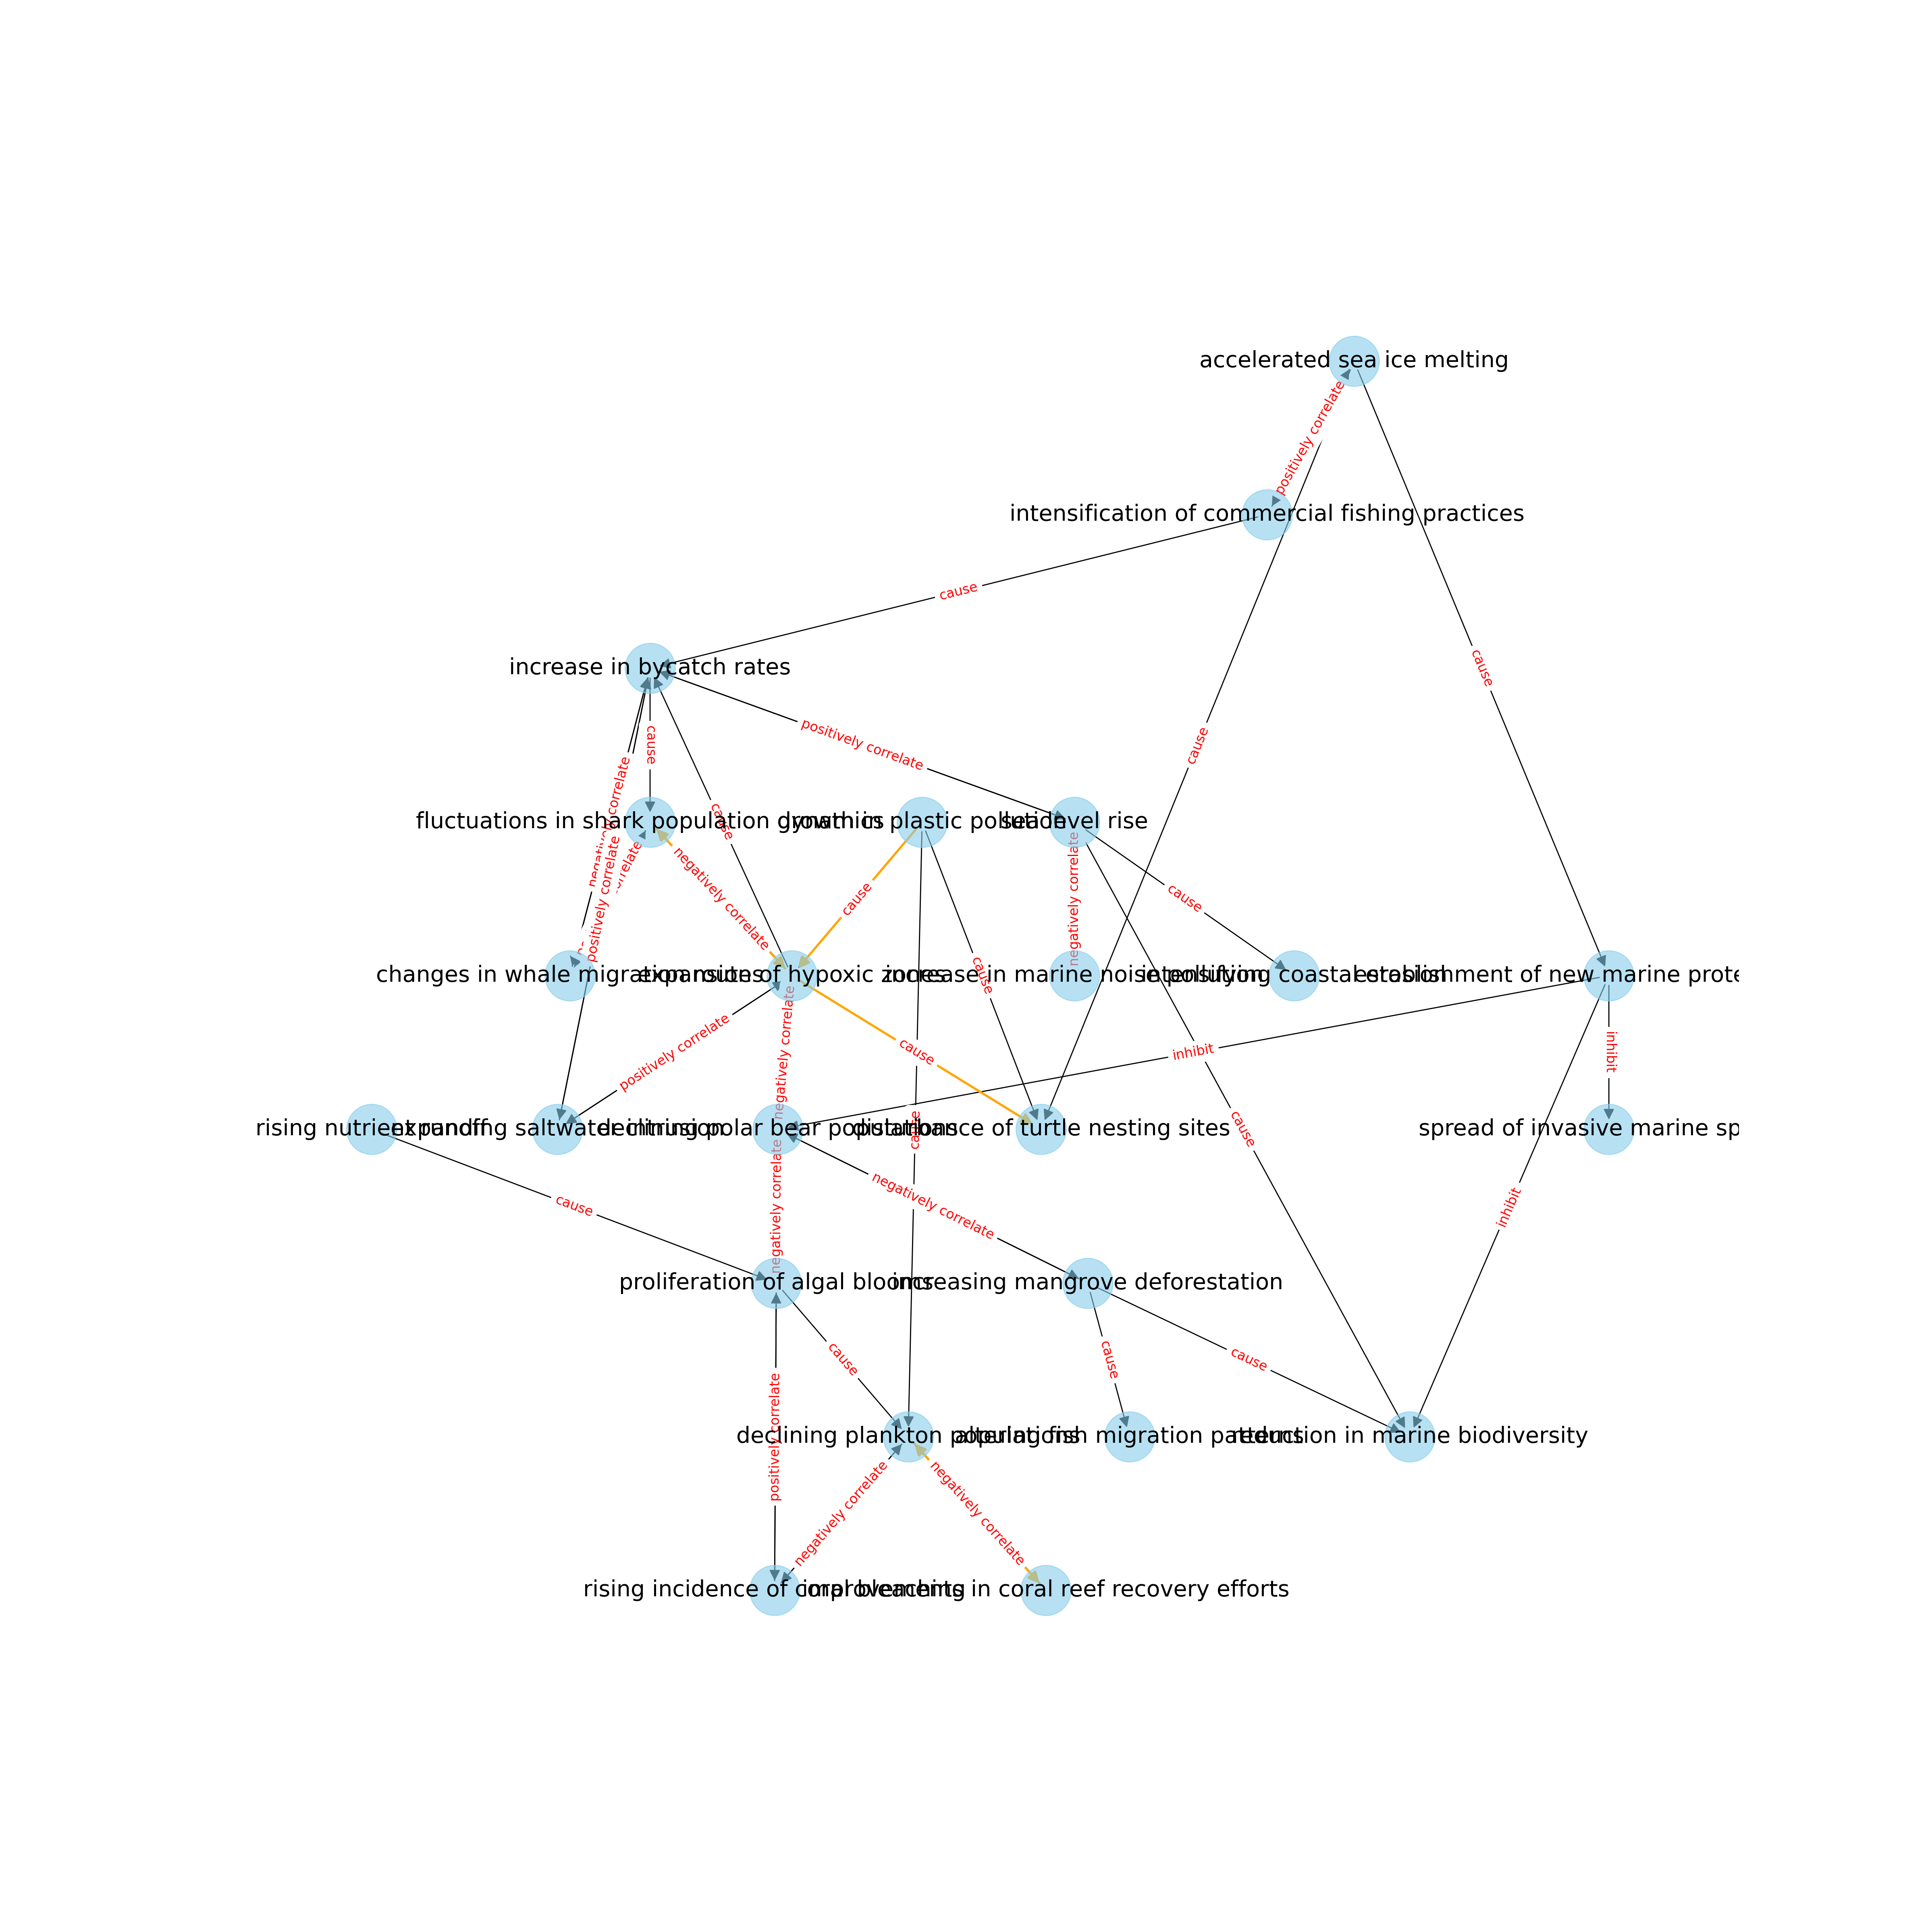 accelerated sea ice melting
positively correlate
intensification of commercial fishing practices
cause
increase in bycatch rates
cause
cause
positively correlate
cause
fluctuations in shark population dynamics
growth in plastic pollution
sea level rise
cause
negatively correlate
positively correlate
correlate
negatively correlate
cause
negatively correlate
cause
changes in whale migration routes
expansion of hypoxic zones
increase in marine noise pollution
intensifying coastal erosion
establishment of new marine prote
cause
positively correlate
negatively correlate
cause
inhibit
inhibit
rising nutrient runoff
expanding saltwater intrusion
declining polar bear populations
disturbance of turtle nesting sites
spread of invasive marine sp
cause
cause
cause
negatively correlate
negatively correlate
inhibit
proliferation of algal blooms
increasing mangrove deforestation
cause
cause
cause
positively correlate
declining plankton populations
altering fish migration patterns
reduction in marine biodiversity
negatively correlate
negatively correlate
rising incidence of coral bleaching
improvements in coral reef recovery efforts